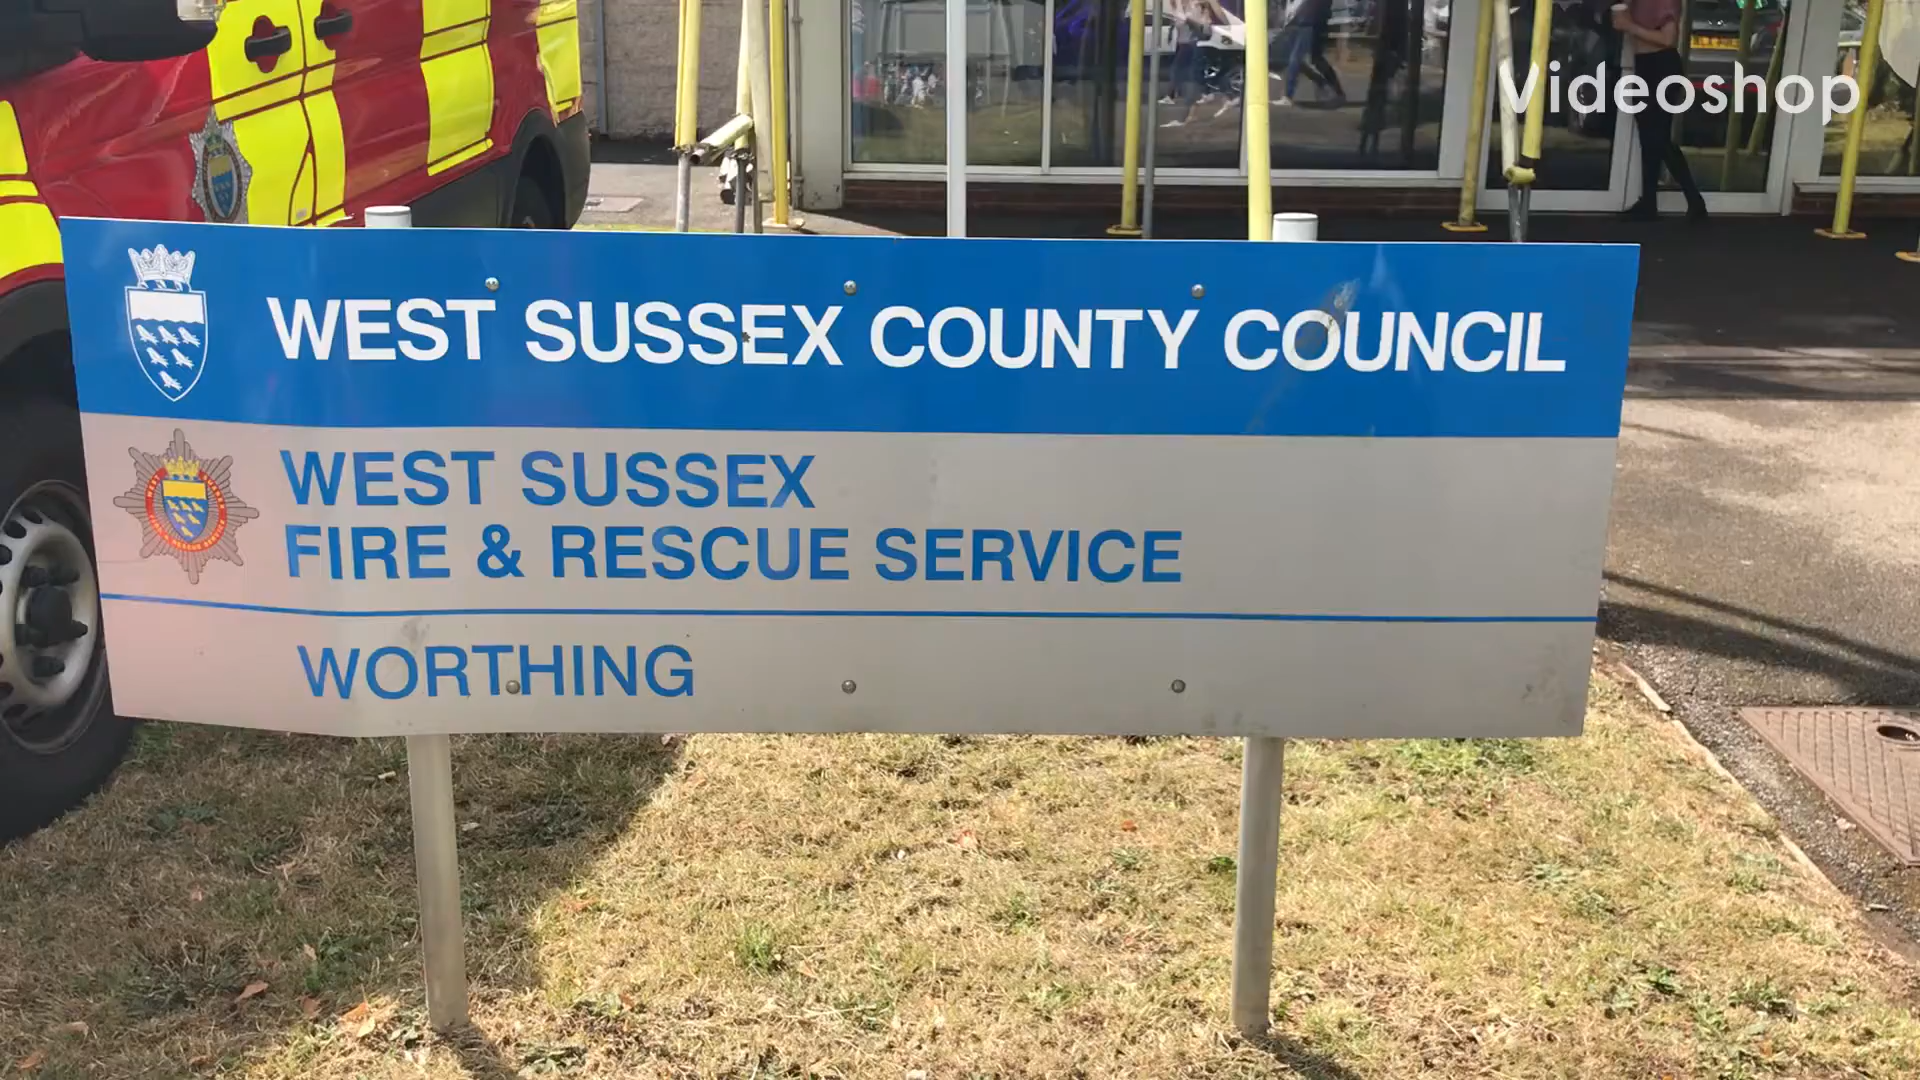 Videoshop
WEST SUSSEX COUNTY COUNCIL
WEST SUSSEX
FIRE & RESCUE SERVICE
WORTHING